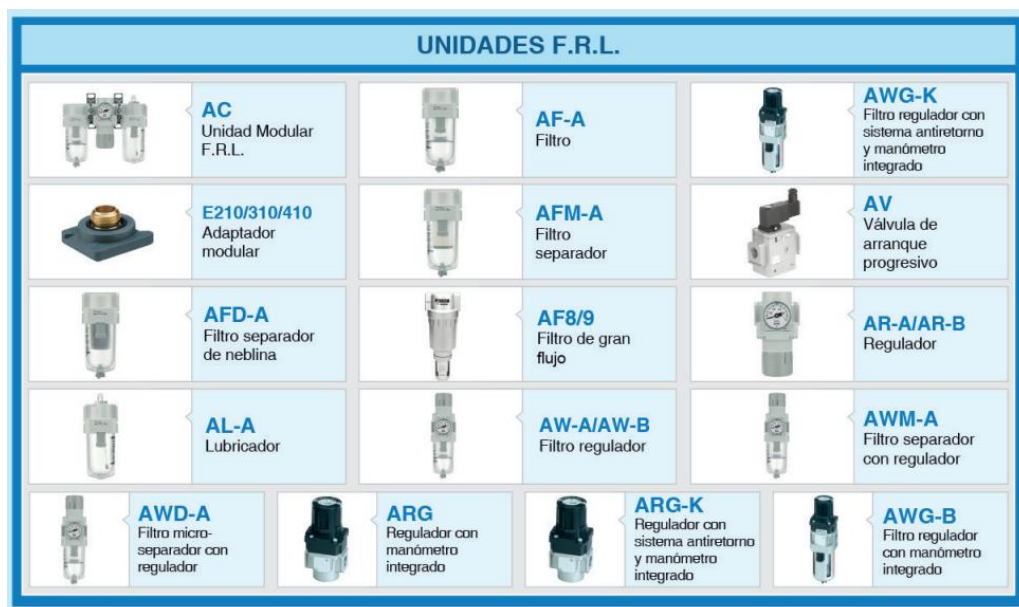 UNIDADES F.R.L.
AC
Unidad Modular
F.R.L.
AF-A
Filtro
AWG-K
Filtro regulador con
sistema antiretorno
y manómetro
integrado
E210/310/410
Adaptador
modular
AFM-A
Filtro
separador
AV
Válvula de
arranque
progresivo
AFD-A
Filtro separador
de neblina
AF8/9
Filtro de gran
flujo
AR-A/AR-B
Regulador
AL-A
Lubricador
AW-A/AW-B
Filtro regulador
AWM-A
Filtro separador
con regulador
AWD-A
Filtro micro-
separador con
regulador
ARG
Regulador con
manómetro
integrado
ARG-K
Regulador con
sistema antiretorno
y manómetro
integrado
AWG-B
Filtro regulador
con manómetro
integrado